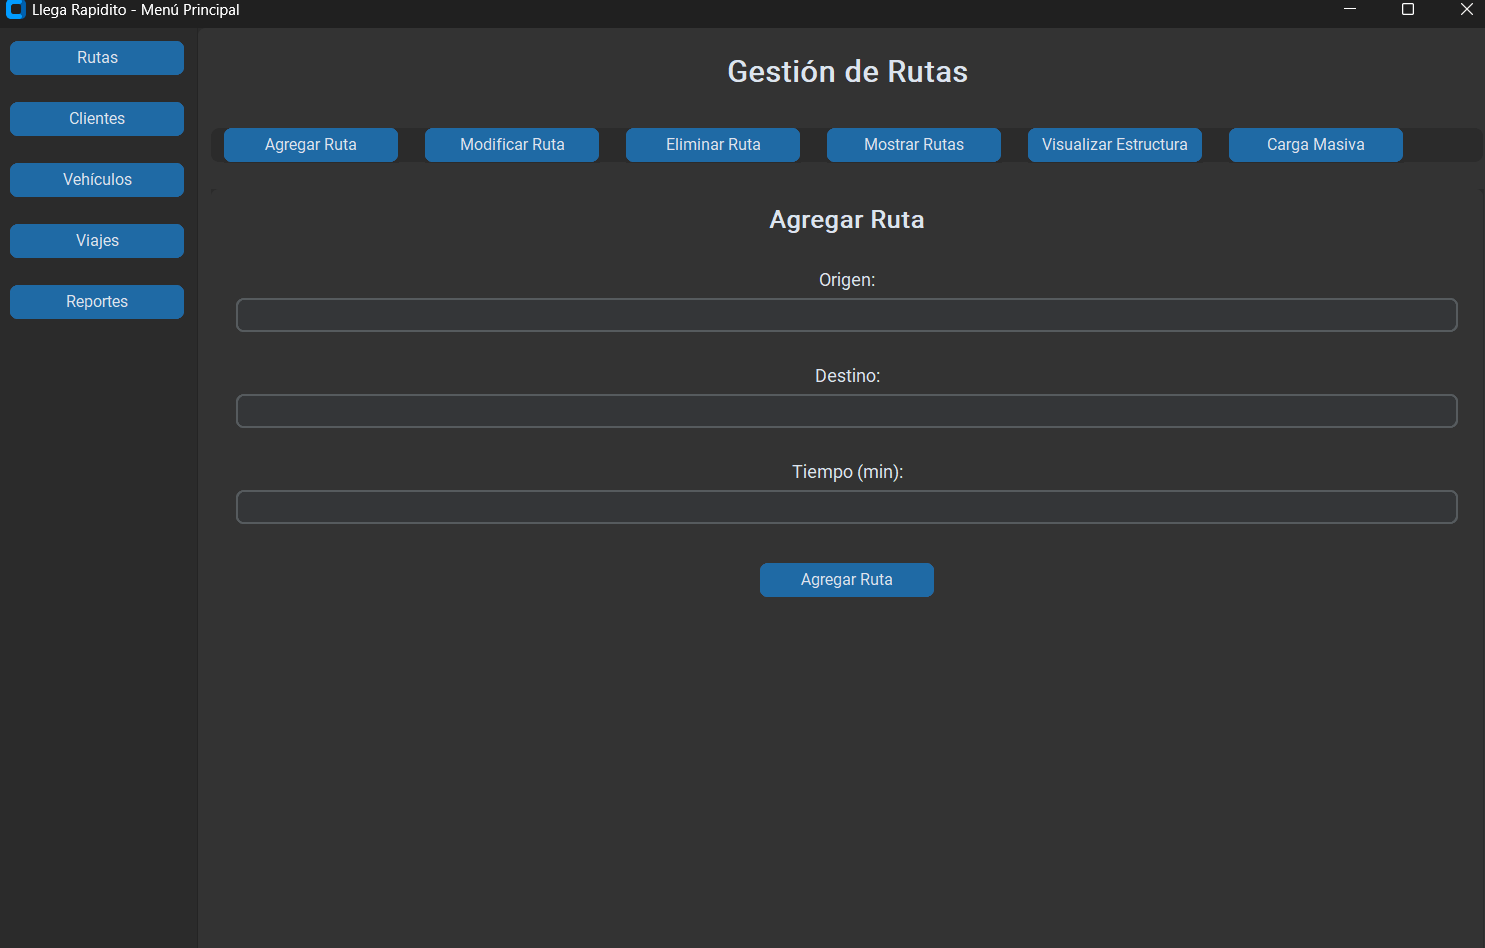 Llega Rapidito - Menú Principal
Rutas
Clientes
Vehículos
Viajes
Reportes
Gestión de Rutas
Agregar Ruta
Modificar Ruta
Eliminar Ruta
Mostrar Rutas
Visualizar Estructura
Carga Masiva
Agregar Ruta
Origen:
Destino:
Tiempo (min):
Agregar Ruta